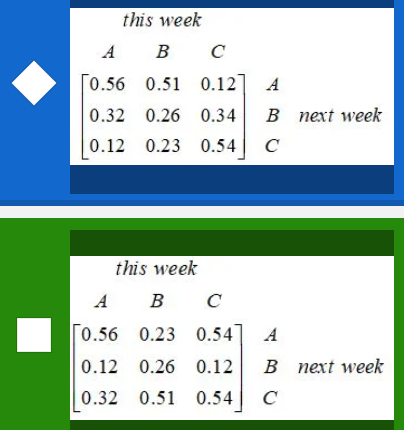 this week
A B C
0.56 0.51 0.12 A
0.32 0.26 0.34 B next week
0.12 0.23 0.54 C
this week
A B C
0.56 0.23 0.54 A
0.12 0.26 0.12 B next week
0.32 0.51 0.54 C